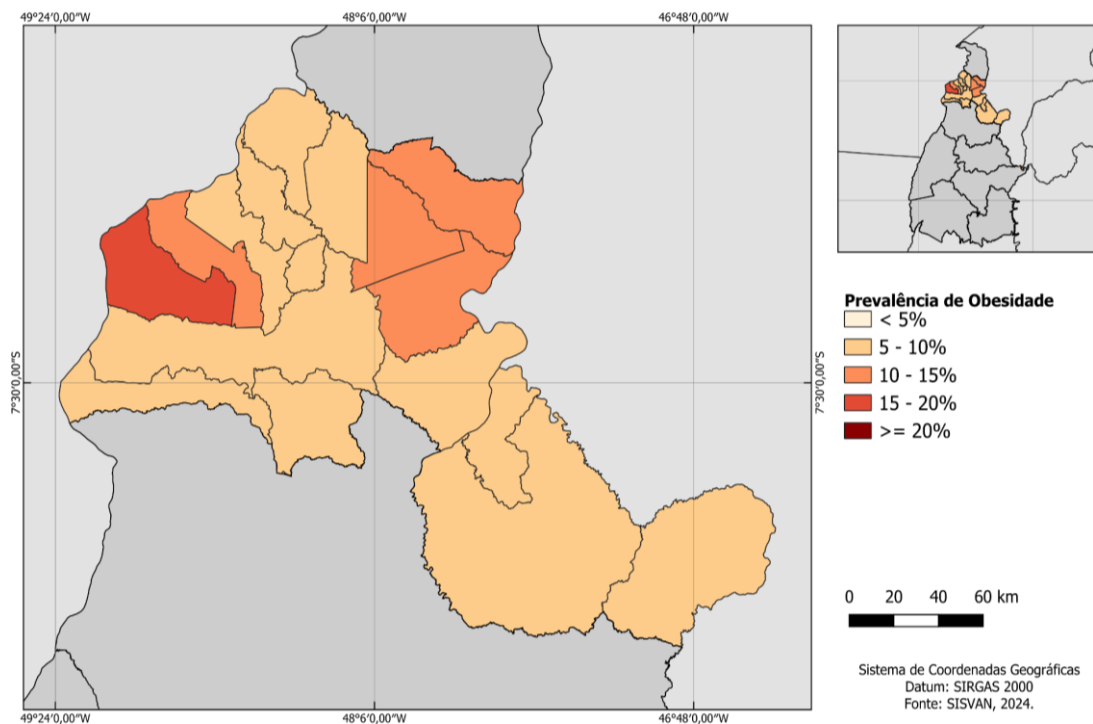 49°24'0,00"W
48°6'0,00"W
46°48'0,00"W
7°30'0,00"S
7°30'0,00"S
49°24'0,00"W
48°6'0,00"W
46°48'0,00"W
Prevalência de Obesidade
< 5%
5 - 10%
10 - 15%
15 - 20%
>= 20%
0 20 40 60 km
Sistema de Coordenadas Geográficas
Datum: SIRGAS 2000
Fonte: SISVAN, 2024.